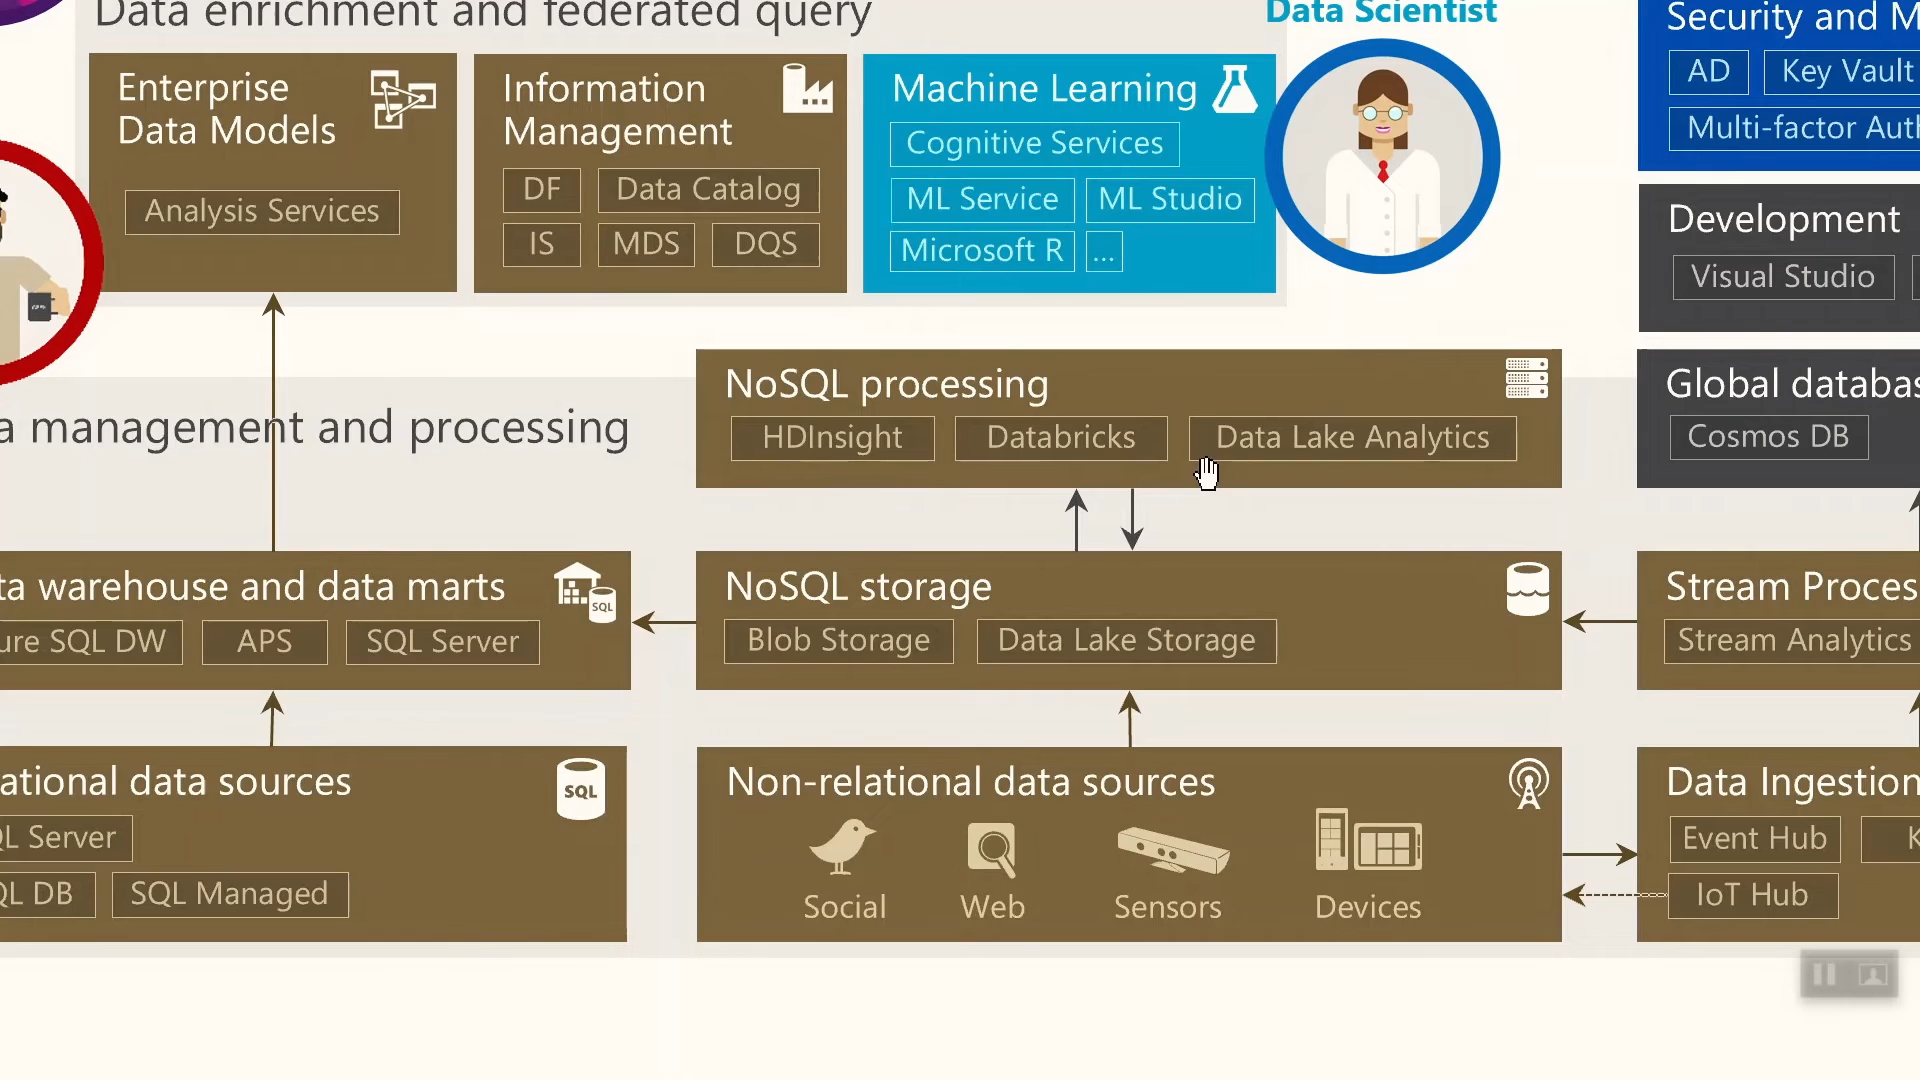 Data enrichment and federated query
Data Scientist
Security and M
AD
Key Vault
Multi-factor Auth
Enterprise
Data Models
Analysis Services
Information
Management
DF
Data Catalog
IS
MDS
DQS
Machine Learning
Cognitive Services
ML Service
ML Studio
Microsoft R
...
Development
Visual Studio
a management and processing
NoSQL processing
HDInsight
Databricks
Data Lake Analytics
Global databas
Cosmos DB
ta warehouse and data marts
ure SQL DW
APS
SQL Server
SQL
NoSQL storage
Blob Storage
Data Lake Storage
Stream Proces
Stream Analytics
ational data sources
SQL
QL Server
QL DB
SQL Managed
Non-relational data sources
Social
Web
Sensors
Devices
Data Ingestion
Event Hub
K
IoT Hub